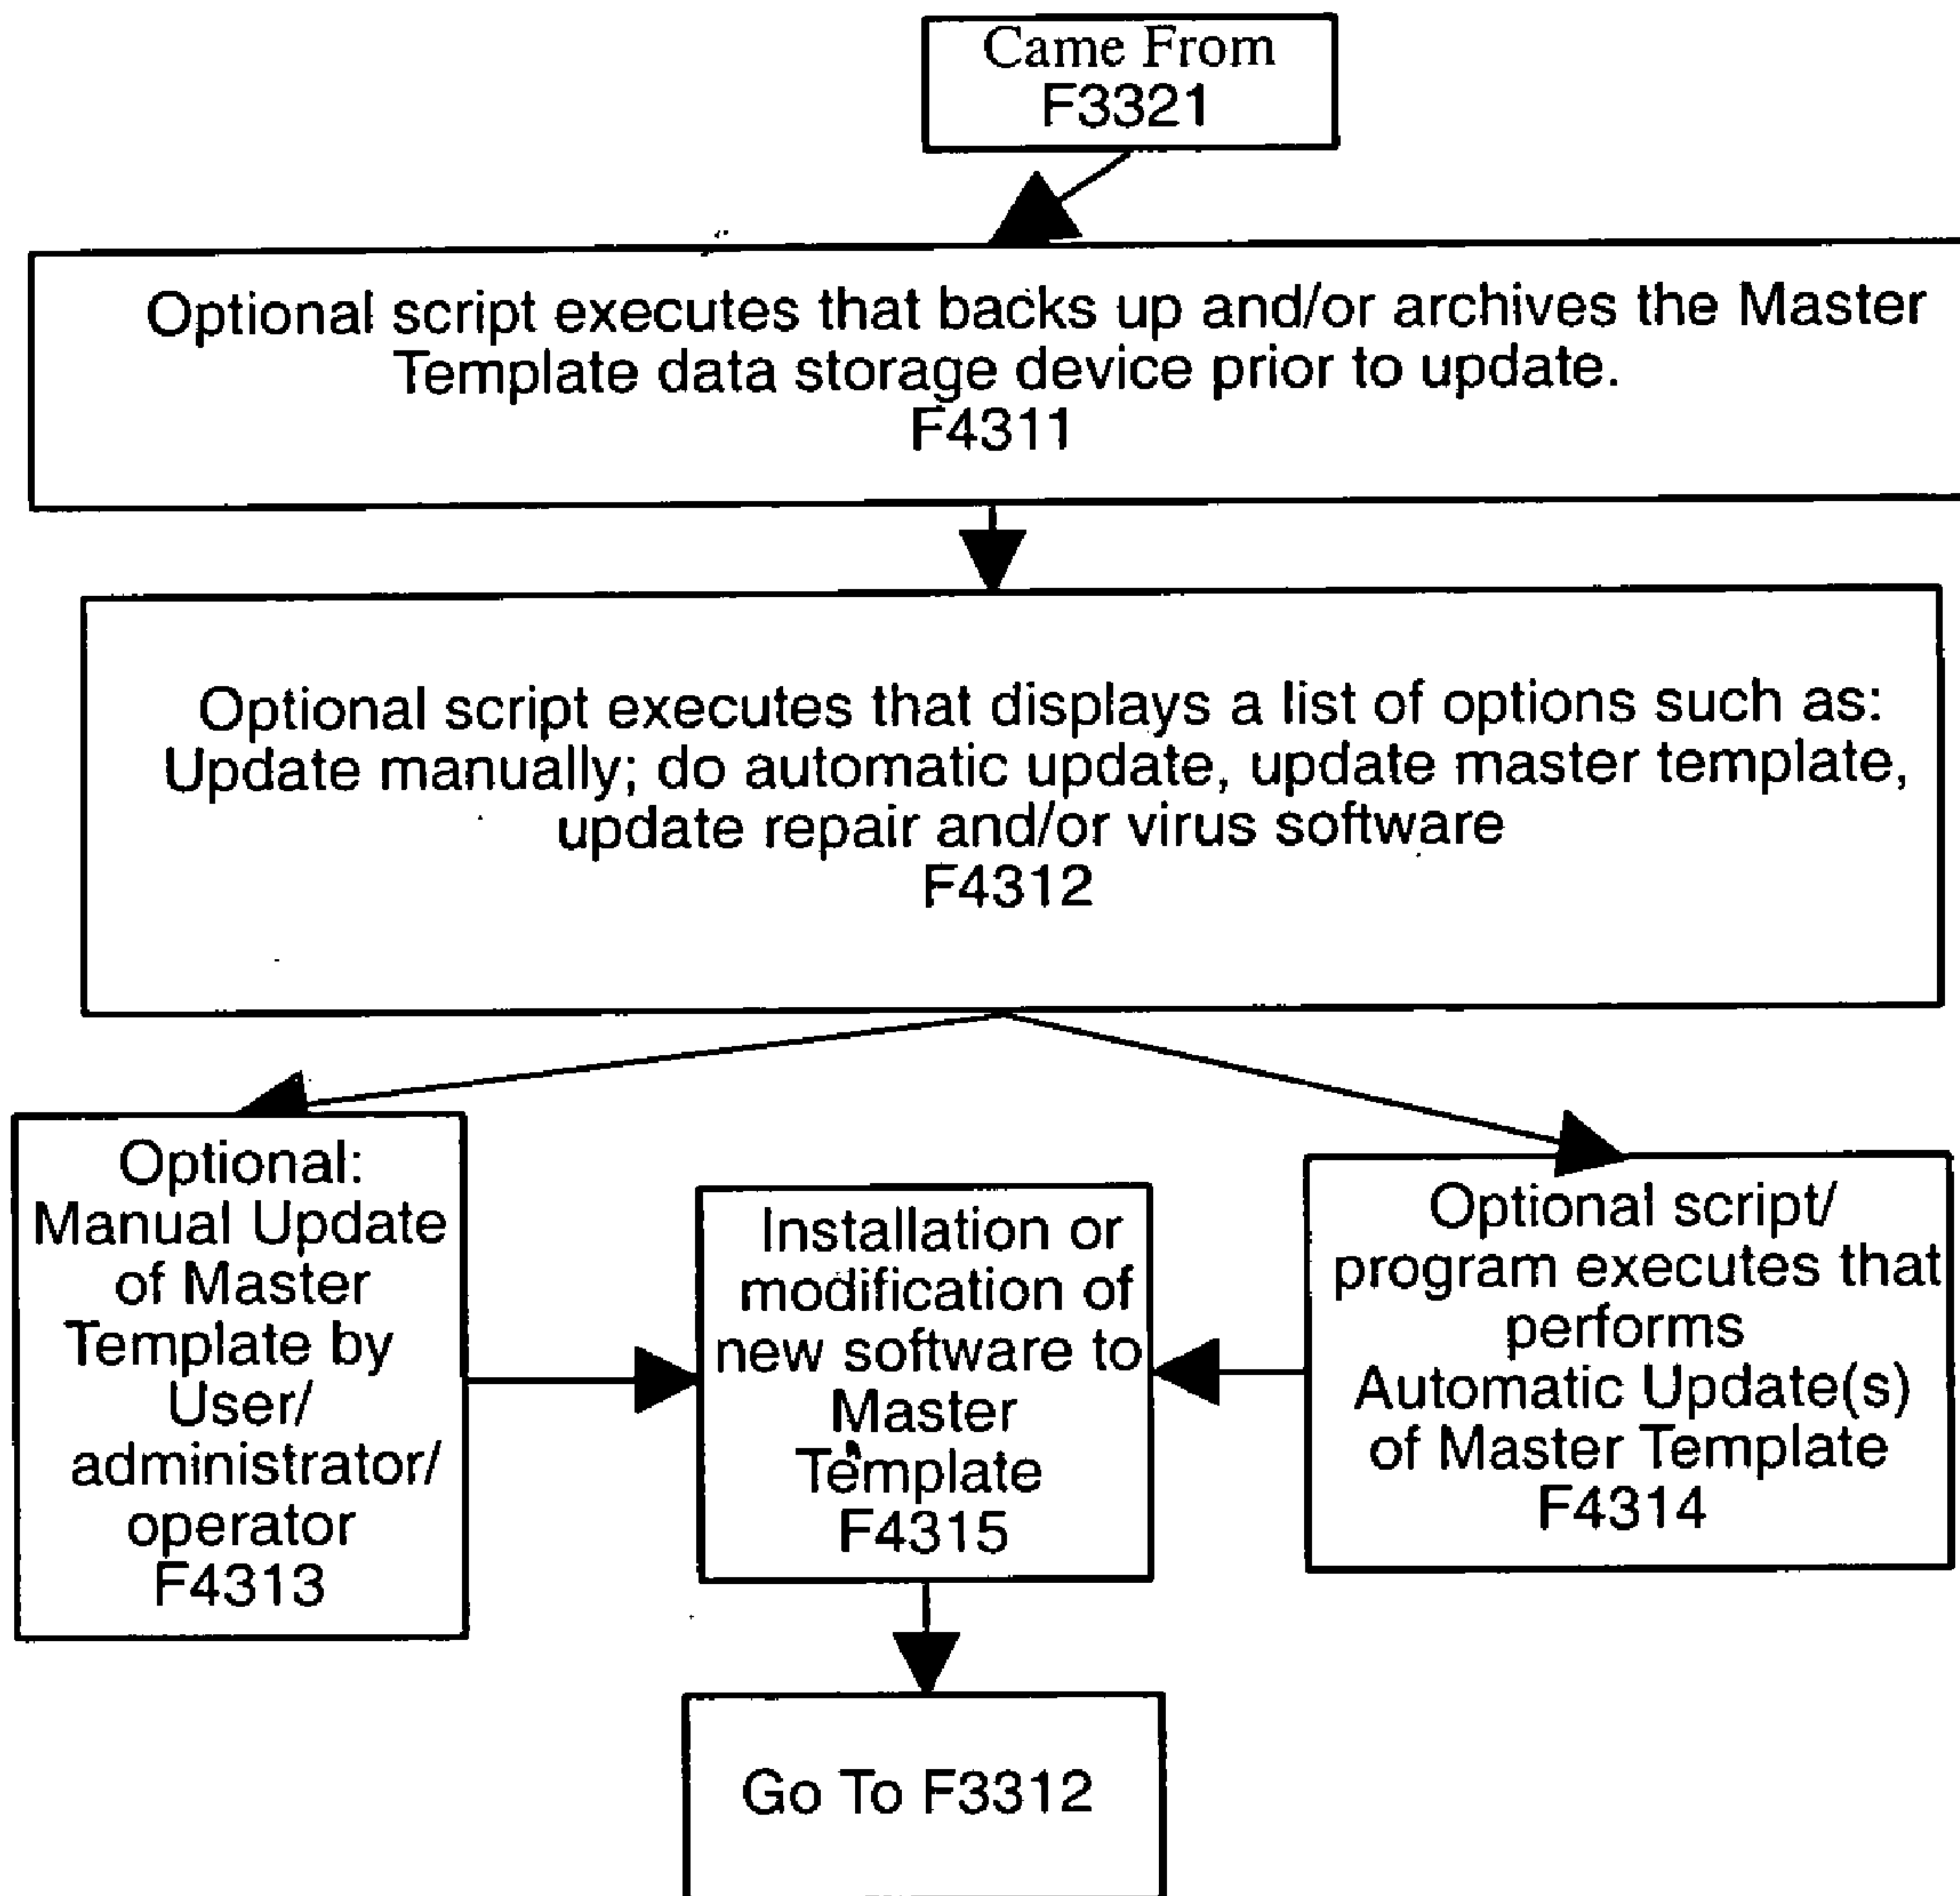 Came From
F3321
Optional script executes that backs up and/or archives the Master
Template data storage device prior to update.
F4311
Optional script executes that displays a list of options such as:
Update manually; do automatic update, update master template,
update repair and/or virus software
F4312
Optional:
Manual Update
of Master
Template by
User/
administrator/
operator
F4313
Installation or
modification of
new software to
Master
Template
F4315
Optional script/
program executes that
performs
Automatic Update(s)
of Master Template
F4314
Go To F3312